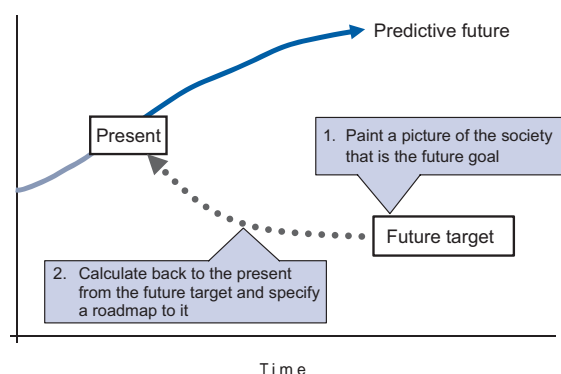 Predictive future
Present
1. Paint a picture of the society
that is the future goal
Future target
2. Calculate back to the present
from the future target and specify
a roadmap to it
Time